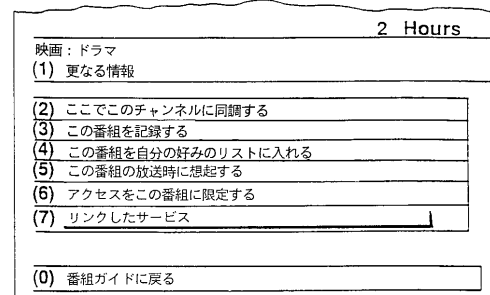 2 Hours
映画：ドラマ
(1) 更なる情報
(2) ここでこのチャンネルに同調する
(3) この番組を記録する
(4) この番組を自分の好みのリストに入れる
(5) この番組の放送時に想起する
(6) アクセスをこの番組に限定する
(7) リンクしたサービス
(0) 番組ガイドに戻る